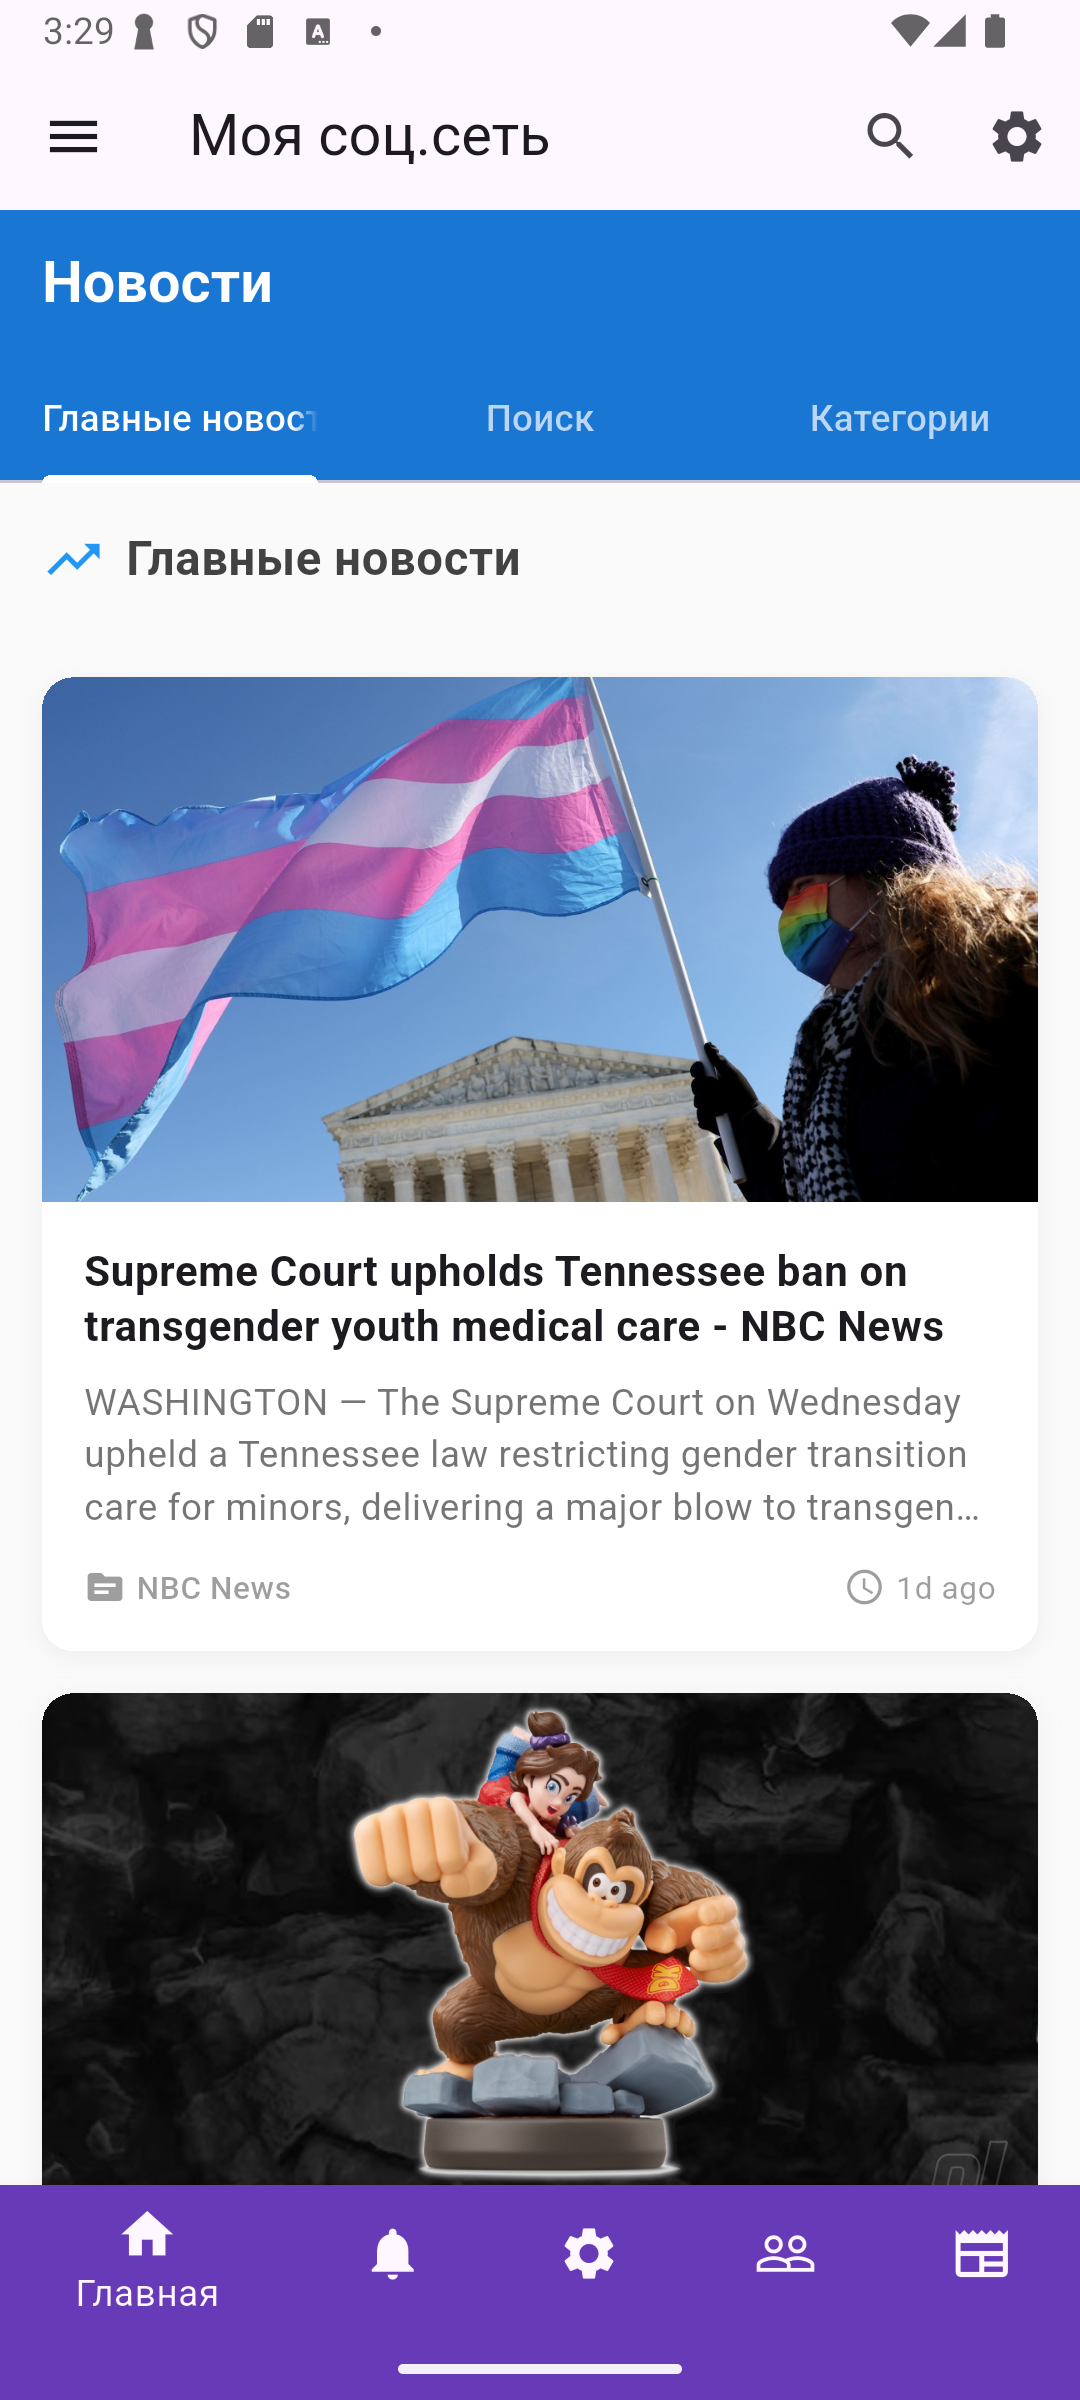 3:29
Моя соц.сеть
Новости
Главные новост
Поиск
Категории
Главные новости
Supreme Court upholds Tennessee ban on
transgender youth medical care - NBC News
WASHINGTON — The Supreme Court on Wednesday
upheld a Tennessee law restricting gender transition
care for minors, delivering a major blow to transgen…
NBC News
1d ago
DK
Главная